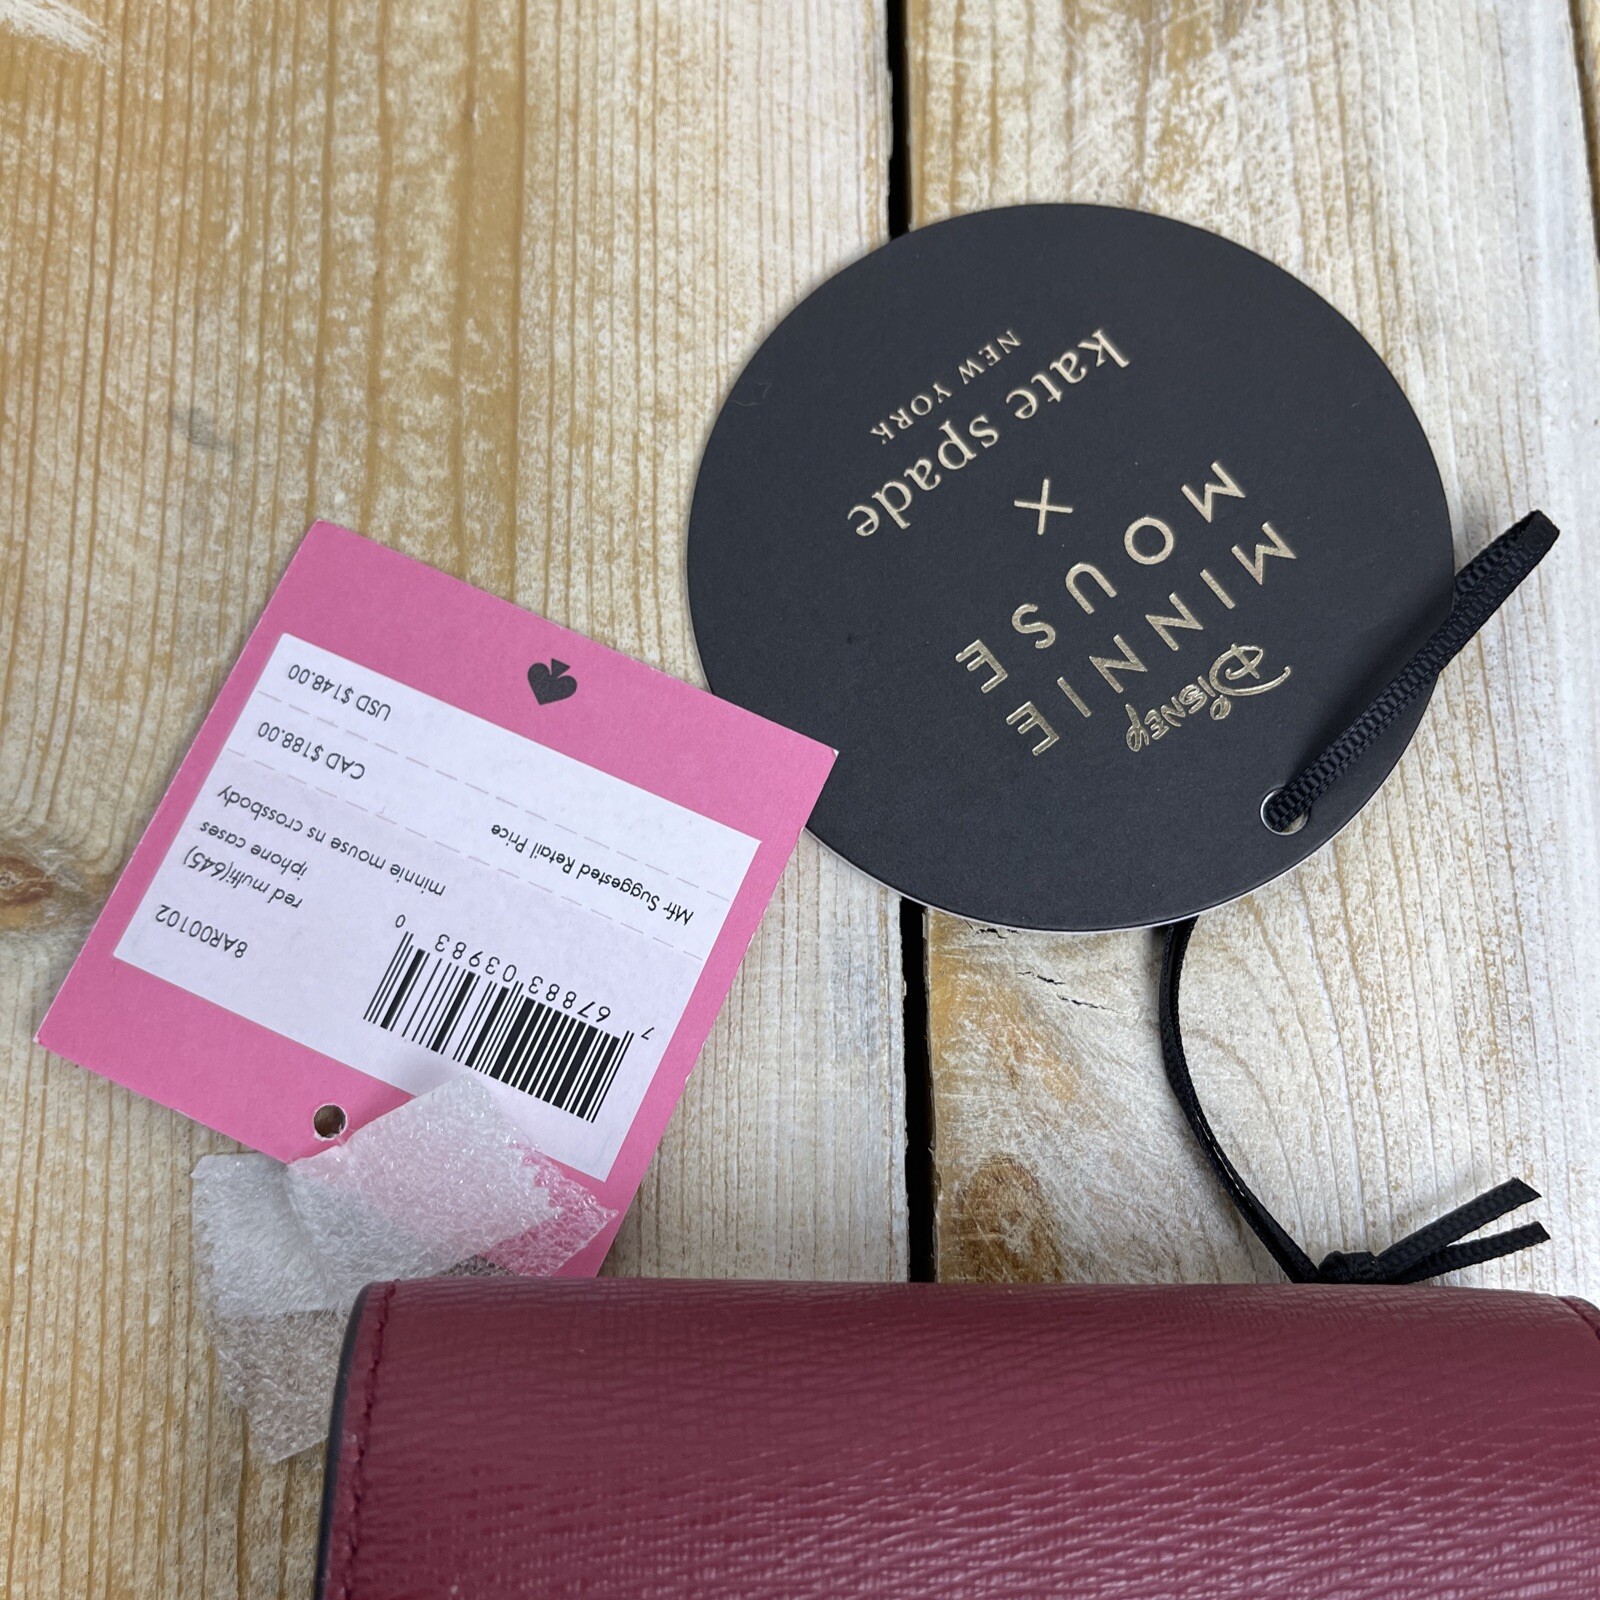 Disney
MINNIE
MOUSE
X
kate spade
NEW YORK
7 67883 03983 0
8AR00102
red multi(645)
iphone cases
minnie mouse ns crossbody
Mfr Suggested Retail Price
CAD $188.00
USD $148.00